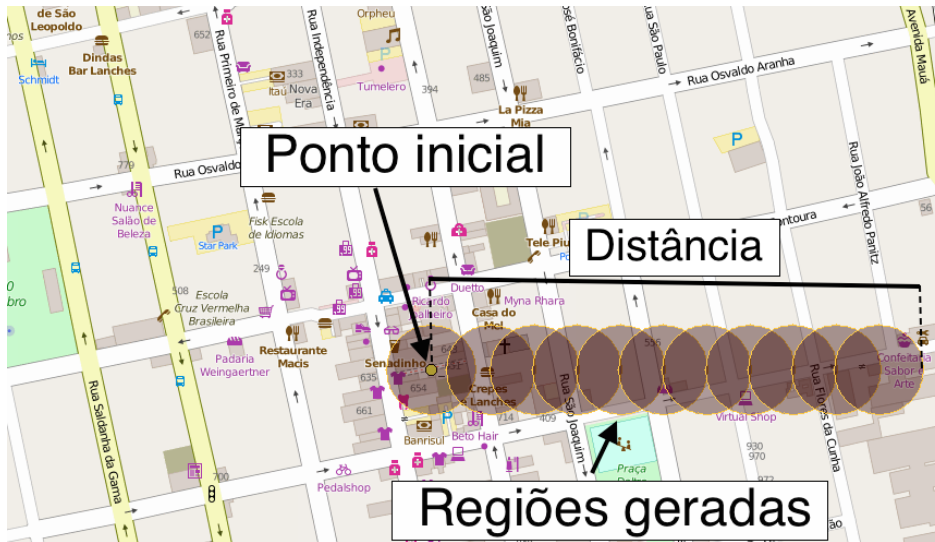 de São
Leopoldo
Dindas
Bar Lanches
Schmidt
652
Rua Primeiro de Ma
Rua Independência
Orpheu
P
Tumelero
333
Nova
Era
Itaú
394
São Joaquim
485
La Pizza
Mia
José Bonifácio
Rua São Paulo
Rua Osvaldo Aranha
Avenida Mauá
P
779
Rua Osvaldo
Nuance
Salão de
Beleza
Ponto inicial
P
Star Park
Fisk Escola
de Idiomas
Rua João Alfredo Panitz
56
ontoura
Tele Piu
Distância
508
249
Escola
Cruz Vermelha
Brasileira
Duetto
Ricardo
Myna Rhara
Casa do
Mel
Padaria
Weingaertner
Restaurante
Macis
Senadinho
635
654
661
556
Crepes
e Lanches
Confeitaria
Sabor e
Arte
Virtual Shop
Rua Saldanha da Gama
Rua São Joaquim
Rua Flores da Cunha
P
714
409
Banrisul
Beto Hair
930
970
Pedalshop
700
Praça
972
Regiões geradas
ão